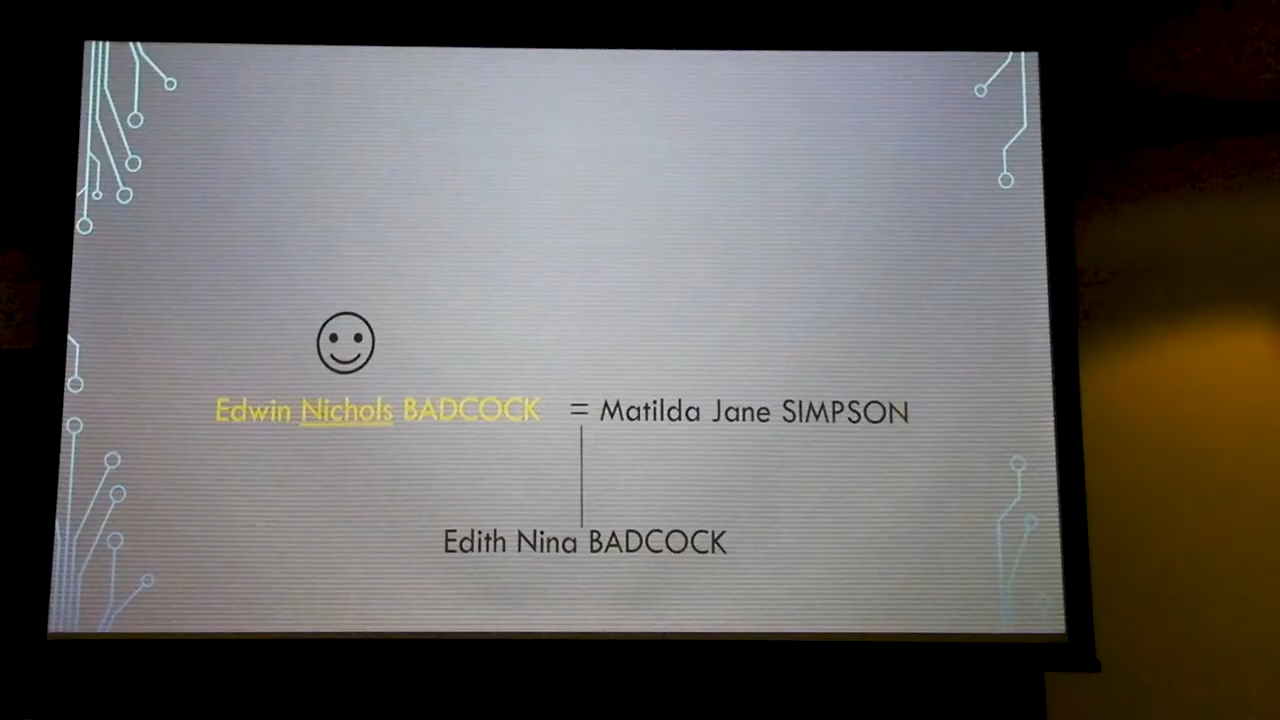 Edwin Nichols BADCOCK = Matilda Jane SIMPSON
Edith Nina BADCOCK